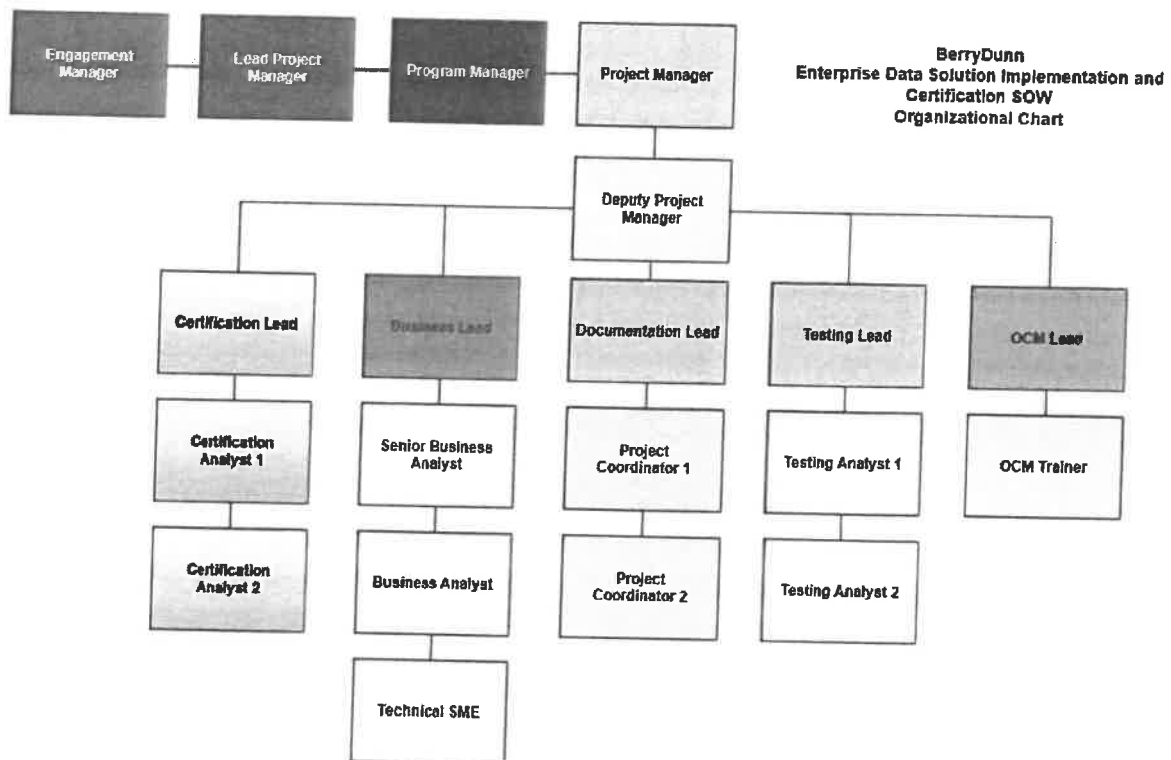 Engagement
Manager
Lead Project
Manager
Program Manager
Project Manager
BerryDunn
Enterprise Data Solution Implementation and
Certification SOW
Organizational Chart
Deputy Project
Manager
Certification Lead
Business Lead
Documentation Lead
Testing Lead
OCM Lead
Certification
Analyst 1
Senior Business
Analyst
Project
Coordinator 1
Testing Analyst 1
OCM Trainer
Certification
Analyst 2
Business Analyst
Project
Coordinator 2
Testing Analyst 2
Technical SME